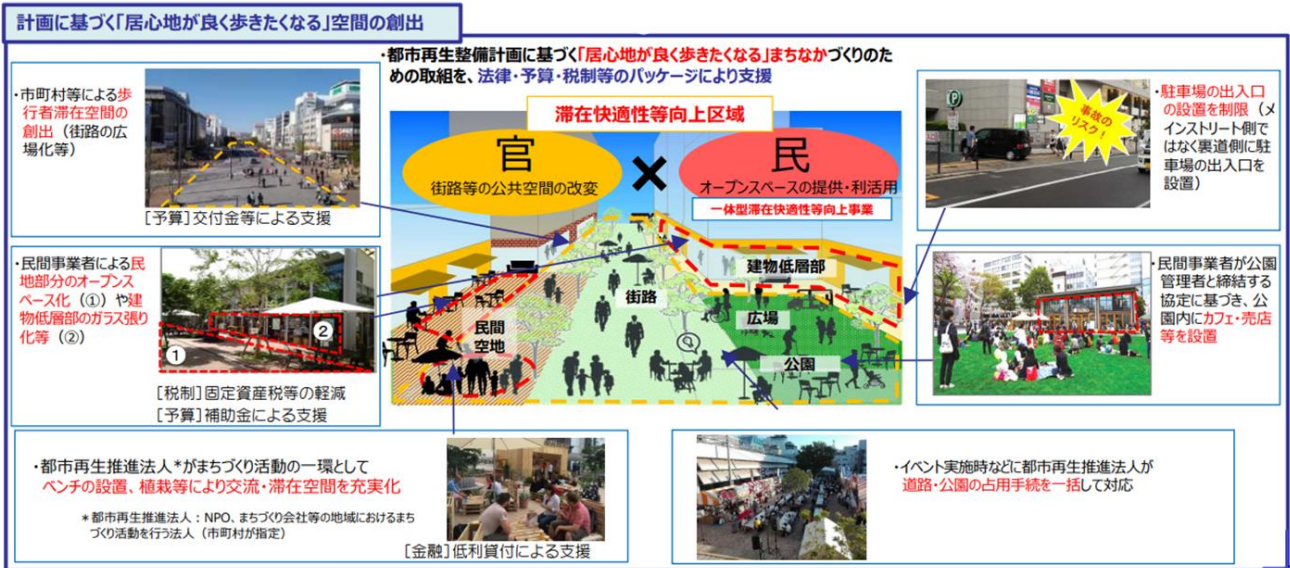 計画に基づく「居心地が良く歩きたくなる」空間の創出
・都市再生整備計画に基づく「居心地が良く歩きたくなる」まちなかづくりのた
めの取組を、法律・予算・税制等のパッケージにより支援
・市町村等による歩
行者滞在空間の
創出（街路の広
場化等）
[予算]交付金等による支援
・民間事業者による民
地部分のオープンス
ペース化（①）や建
物低層部のガラス張り
化等（②）
①
②
[税制]固定資産税等の軽減
[予算]補助金による支援
滞在快適性等向上区域
官
街路等の公共空間の改変
×
民
オープンスペースの提供・利活用
一体型滞在快適性等向上事業
建物低層部
街路
広場
民間
空地
公園
P
事故の
リスク！
・駐車場の出入口
の設置を制限（メ
インストリート側で
はなく裏道側に駐
車場の出入口を
設置）
・民間事業者が公園
管理者と締結する
協定に基づき、公
園内にカフェ・売店
等を設置
・都市再生推進法人*がまちづくり活動の一環として
ベンチの設置、植栽等により交流・滞在空間を充実化
*都市再生推進法人：NPO、まちづくり会社等の地域におけるまち
づくり活動を行う法人（市町村が指定）
[金融]低利貸付による支援
・イベント実施時などに都市再生推進法人が
道路・公園の占用手続を一括して対応